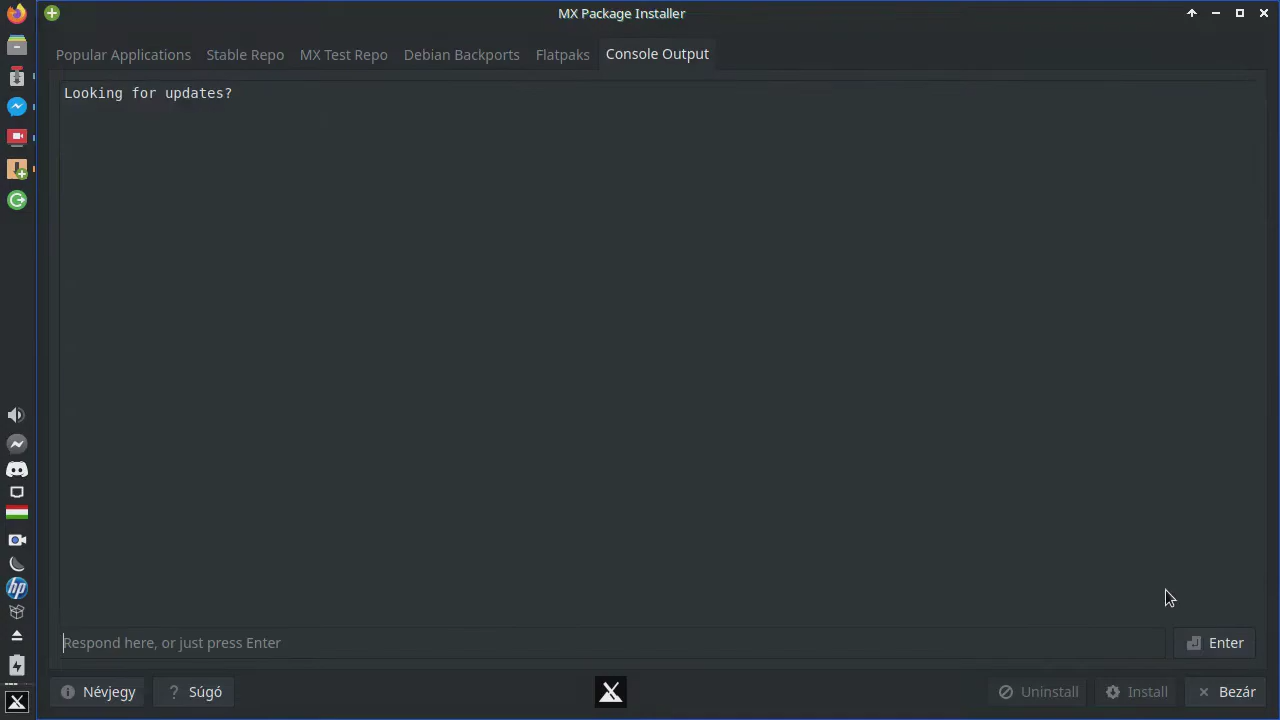 MX Package Installer
Popular Applications Stable Repo MX Test Repo Debian Backports Flatpaks Console Output
Looking for updates?
Respond here, or just press Enter
Enter
Névjegy ? Súgó Uninstall Install Bezár
hp